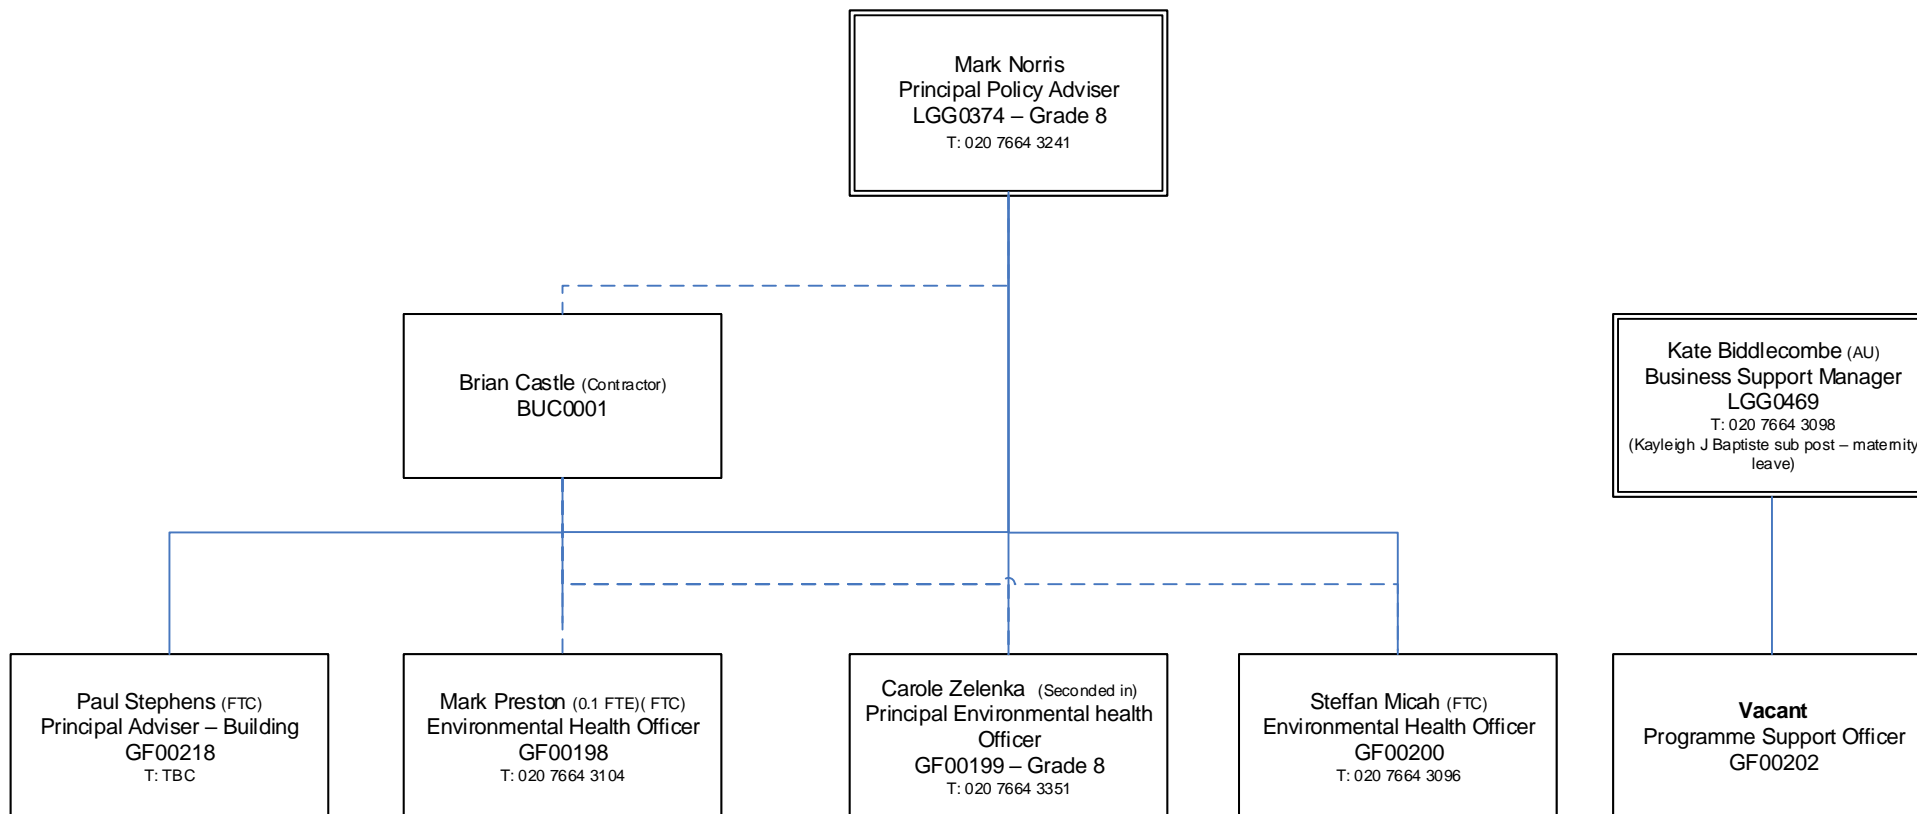 Mark Norris
Principal Policy Adviser
LGG0374 – Grade 8
T: 020 7664 3241
Brian Castle (Contractor)
BUC0001
Kate Biddlecombe (AU)
Business Support Manager
LGG0469
T: 020 7664 3098
(Kayleigh J Baptiste sub post – maternity
leave)
Paul Stephens (FTC)
Principal Adviser – Building
GF00218
T: TBC
Mark Preston (0.1 FTE)( FTC)
Environmental Health Officer
GF00198
T: 020 7664 3104
Carole Zelenka (Seconded in)
Principal Environmental health
Officer
GF00199 – Grade 8
T: 020 7664 3351
Steffan Micah (FTC)
Environmental Health Officer
GF00200
T: 020 7664 3096
Vacant
Programme Support Officer
GF00202